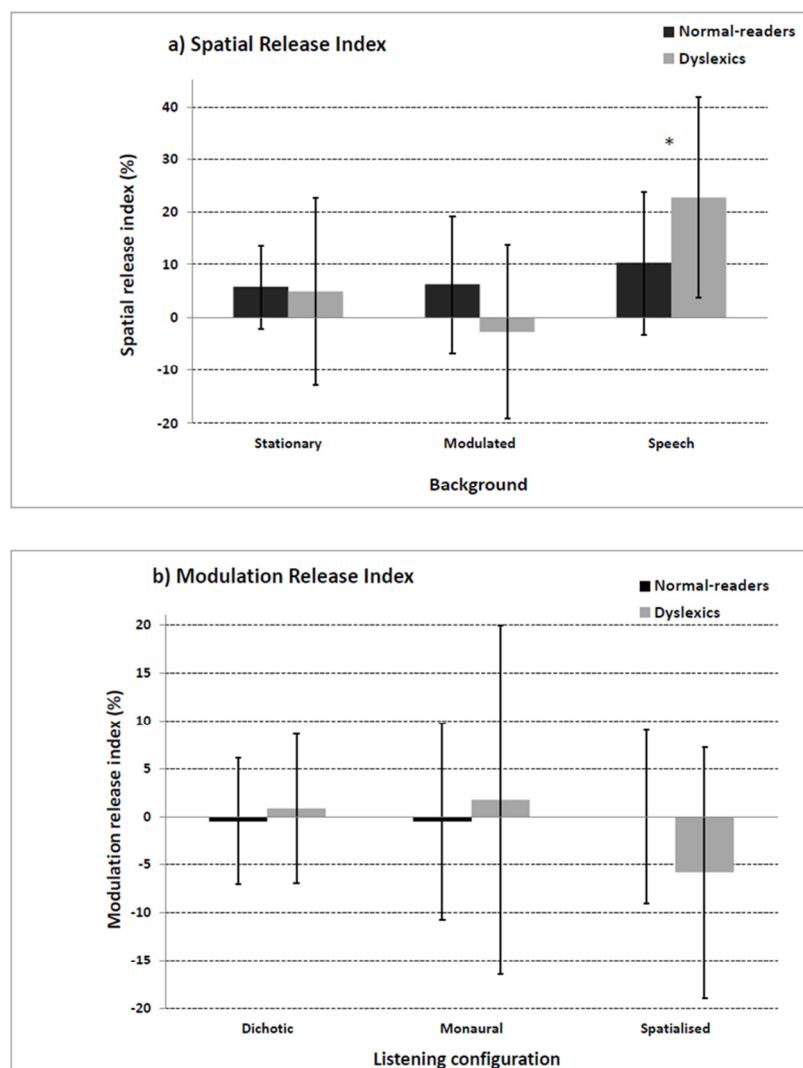 a) Spatial Release Index
Normal-readers
Dyslexics
Spatial release index (%)
40
30
20
10
0
-10
-20
*
Stationary Modulated Speech
Background
b) Modulation Release Index
Normal-readers
Dyslexics
Modulation release index (%)
20
15
10
5
0
-5
-10
-15
-20
Dichotic Monaural Spatialised
Listening configuration